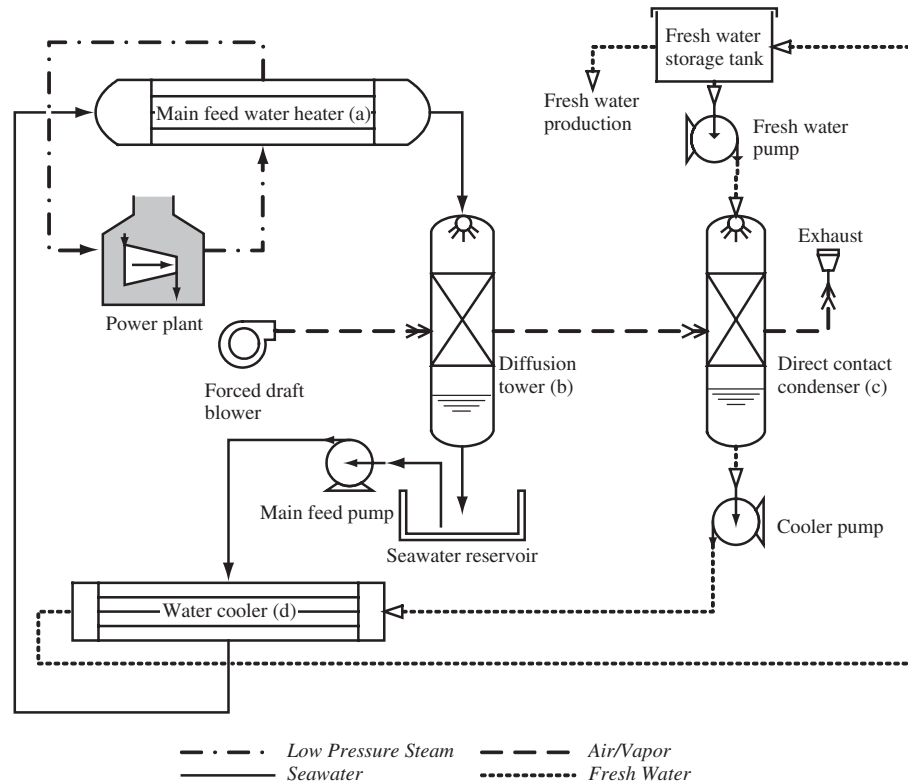 Fresh water
storage tank
Main feed water heater (a)
Fresh water
production
Fresh water
pump
Exhaust
Power plant
Diffusion
tower (b)
Direct contact
condenser (c)
Forced draft
blower
Main feed pump
Cooler pump
Seawater reservoir
Water cooler (d)
Low Pressure Steam
Air/Vapor
Seawater
Fresh Water